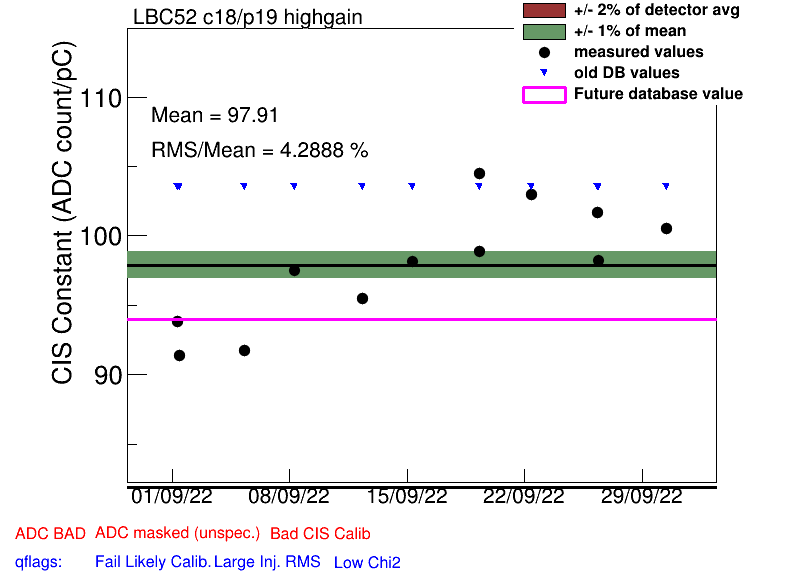 LBC52 c18/p19 highgain
+/- 2% of detector avg
+/- 1% of mean
measured values
old DB values
Future database value
CIS Constant (ADC count/pC)
110
100
90
Mean = 97.91
RMS/Mean = 4.2888 %
01/09/22 08/09/22 15/09/22 22/09/22 29/09/22
ADC BAD ADC masked (unspec.) Bad CIS Calib
qflags: Fail Likely Calib. Large Inj. RMS Low Chi2